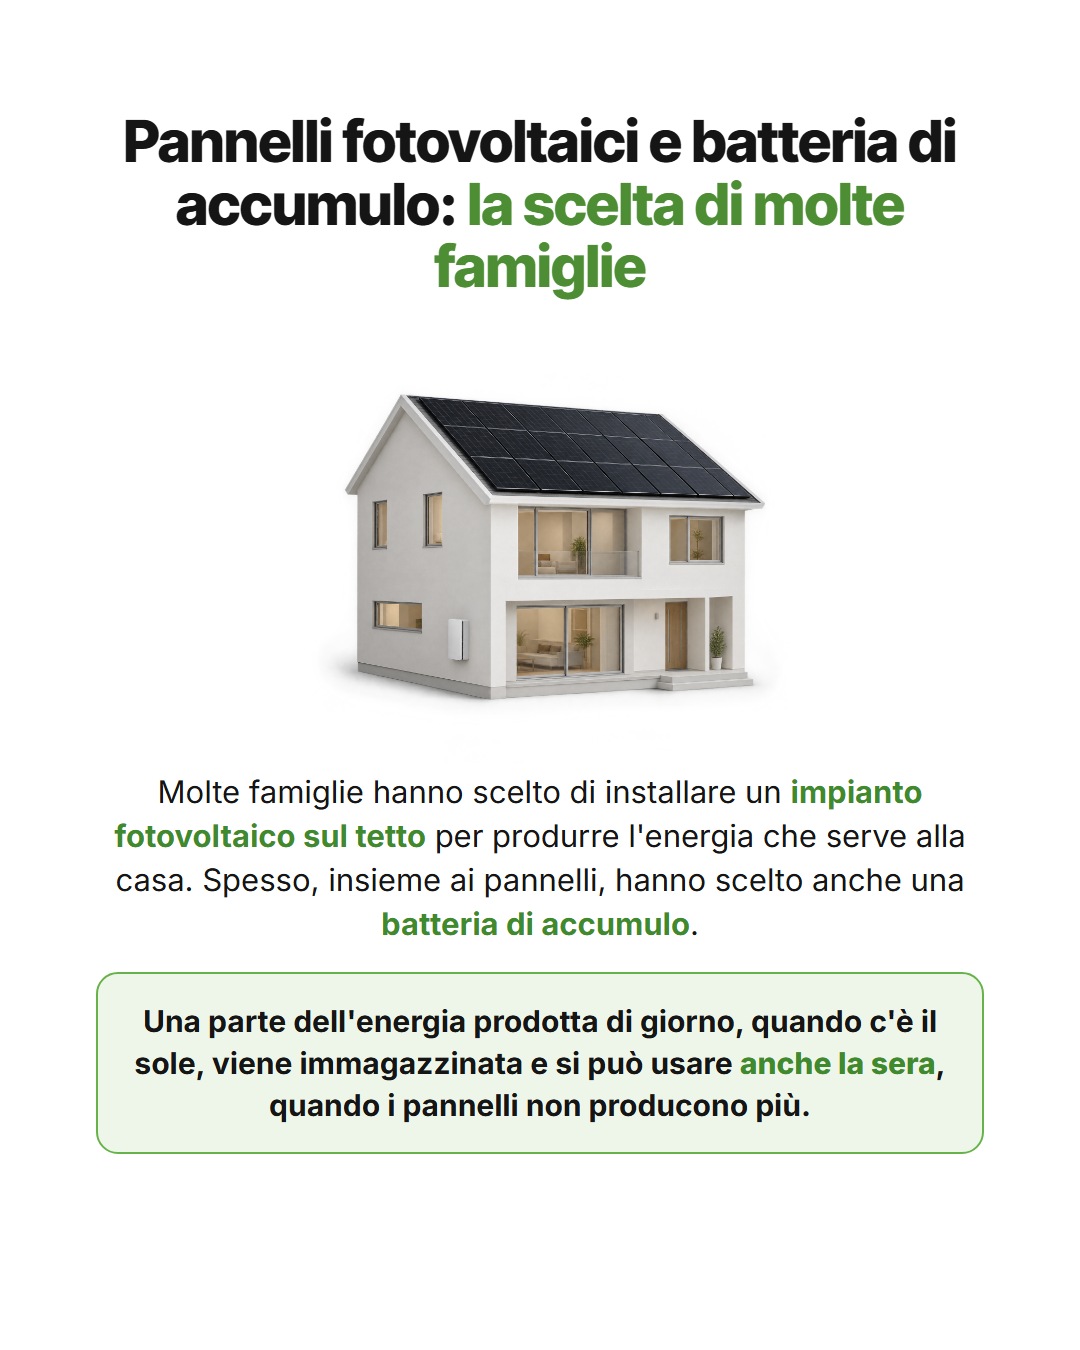 Pannelli fotovoltaici e batteria di
accumulo: la scelta di molte
famiglie
Molte famiglie hanno scelto di installare un impianto
fotovoltaico sul tetto per produrre l'energia che serve alla
casa. Spesso, insieme ai pannelli, hanno scelto anche una
batteria di accumulo.
Una parte dell'energia prodotta di giorno, quando c'è il
sole, viene immagazzinata e si può usare anche la sera,
quando i pannelli non producono più.